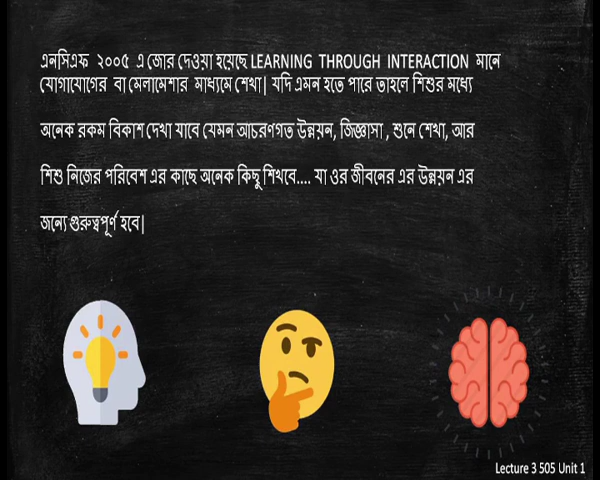 এনসিএফ ২০০৫ এ জোর দেওয়া হয়েছে LEARNING THROUGH INTERACTION মানে
যোগাযোগের বা মেলামেশার মাধ্যমে শেখা| যদি এমন হতে পারে তাহলে শিশুর মধ্যে
অনেক রকম বিকাশ দেখা যাবে যেমন আচরণগত উন্নয়ন, জিজ্ঞাসা , শুনে শেখা, আর
শিশু নিজের পরিবেশ এর কাছে অনেক কিছু শিখবে.... যা ওর জীবনের এর উন্নয়ন এর
জন্যে গুরুত্বপূর্ণ হবে|
Lecture 3 505 Unit 1